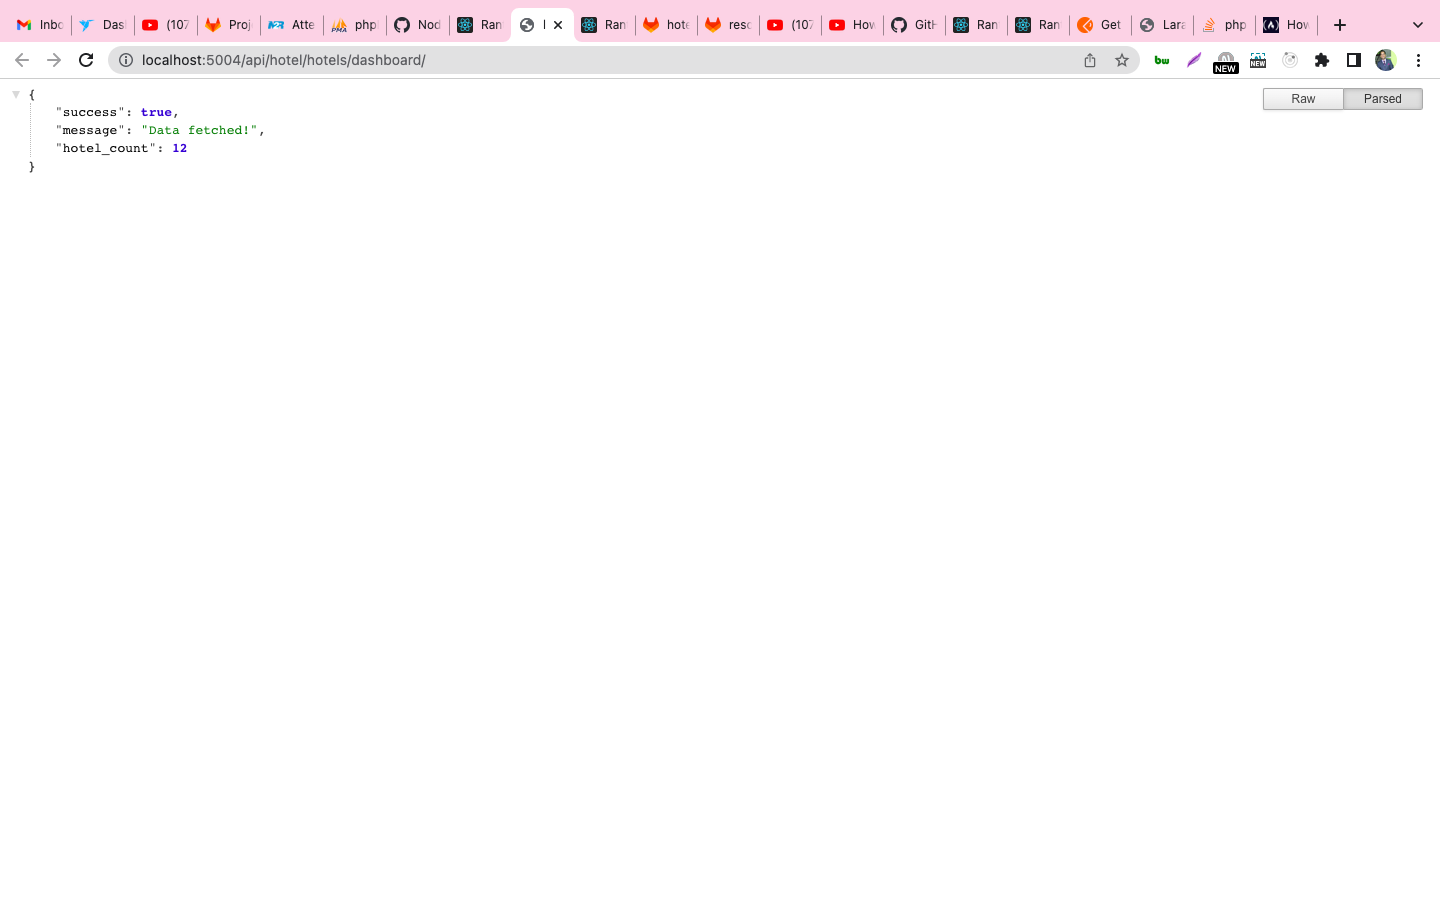 Inbo
Das
(107
Proj
Atte
php
Nod
Ran
Ran
hote
reso
(107
How
GitH
Ran
Ran
Get
Lara
php
How
localhost:5004/api/hotel/hotels/dashboard/
bw
NEW
NEW
{
Raw
Parsed
"success": true,
"message": "Data fetched!",
"hotel_count": 12
}